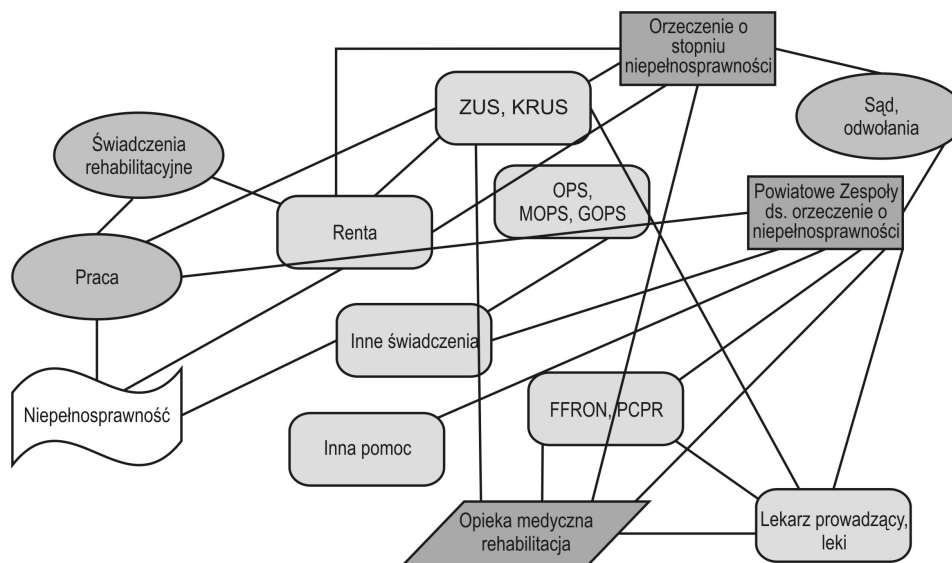 Orzeczenie o
stopniu
niepełnosprawności
ZUS, KRUS
Sąd,
odwołania
Świadczenia
rehabilitacyjne
OPS,
MOPS, GOPS
Powiatowe Zespoły
ds. orzeczenie o
niepełnosprawności
Renta
Praca
Inne świadczenia
Niepełnosprawność
FFRON, PCPR
Inna pomoc
Opieka medyczna
rehabilitacja
Lekarz prowadzący,
leki